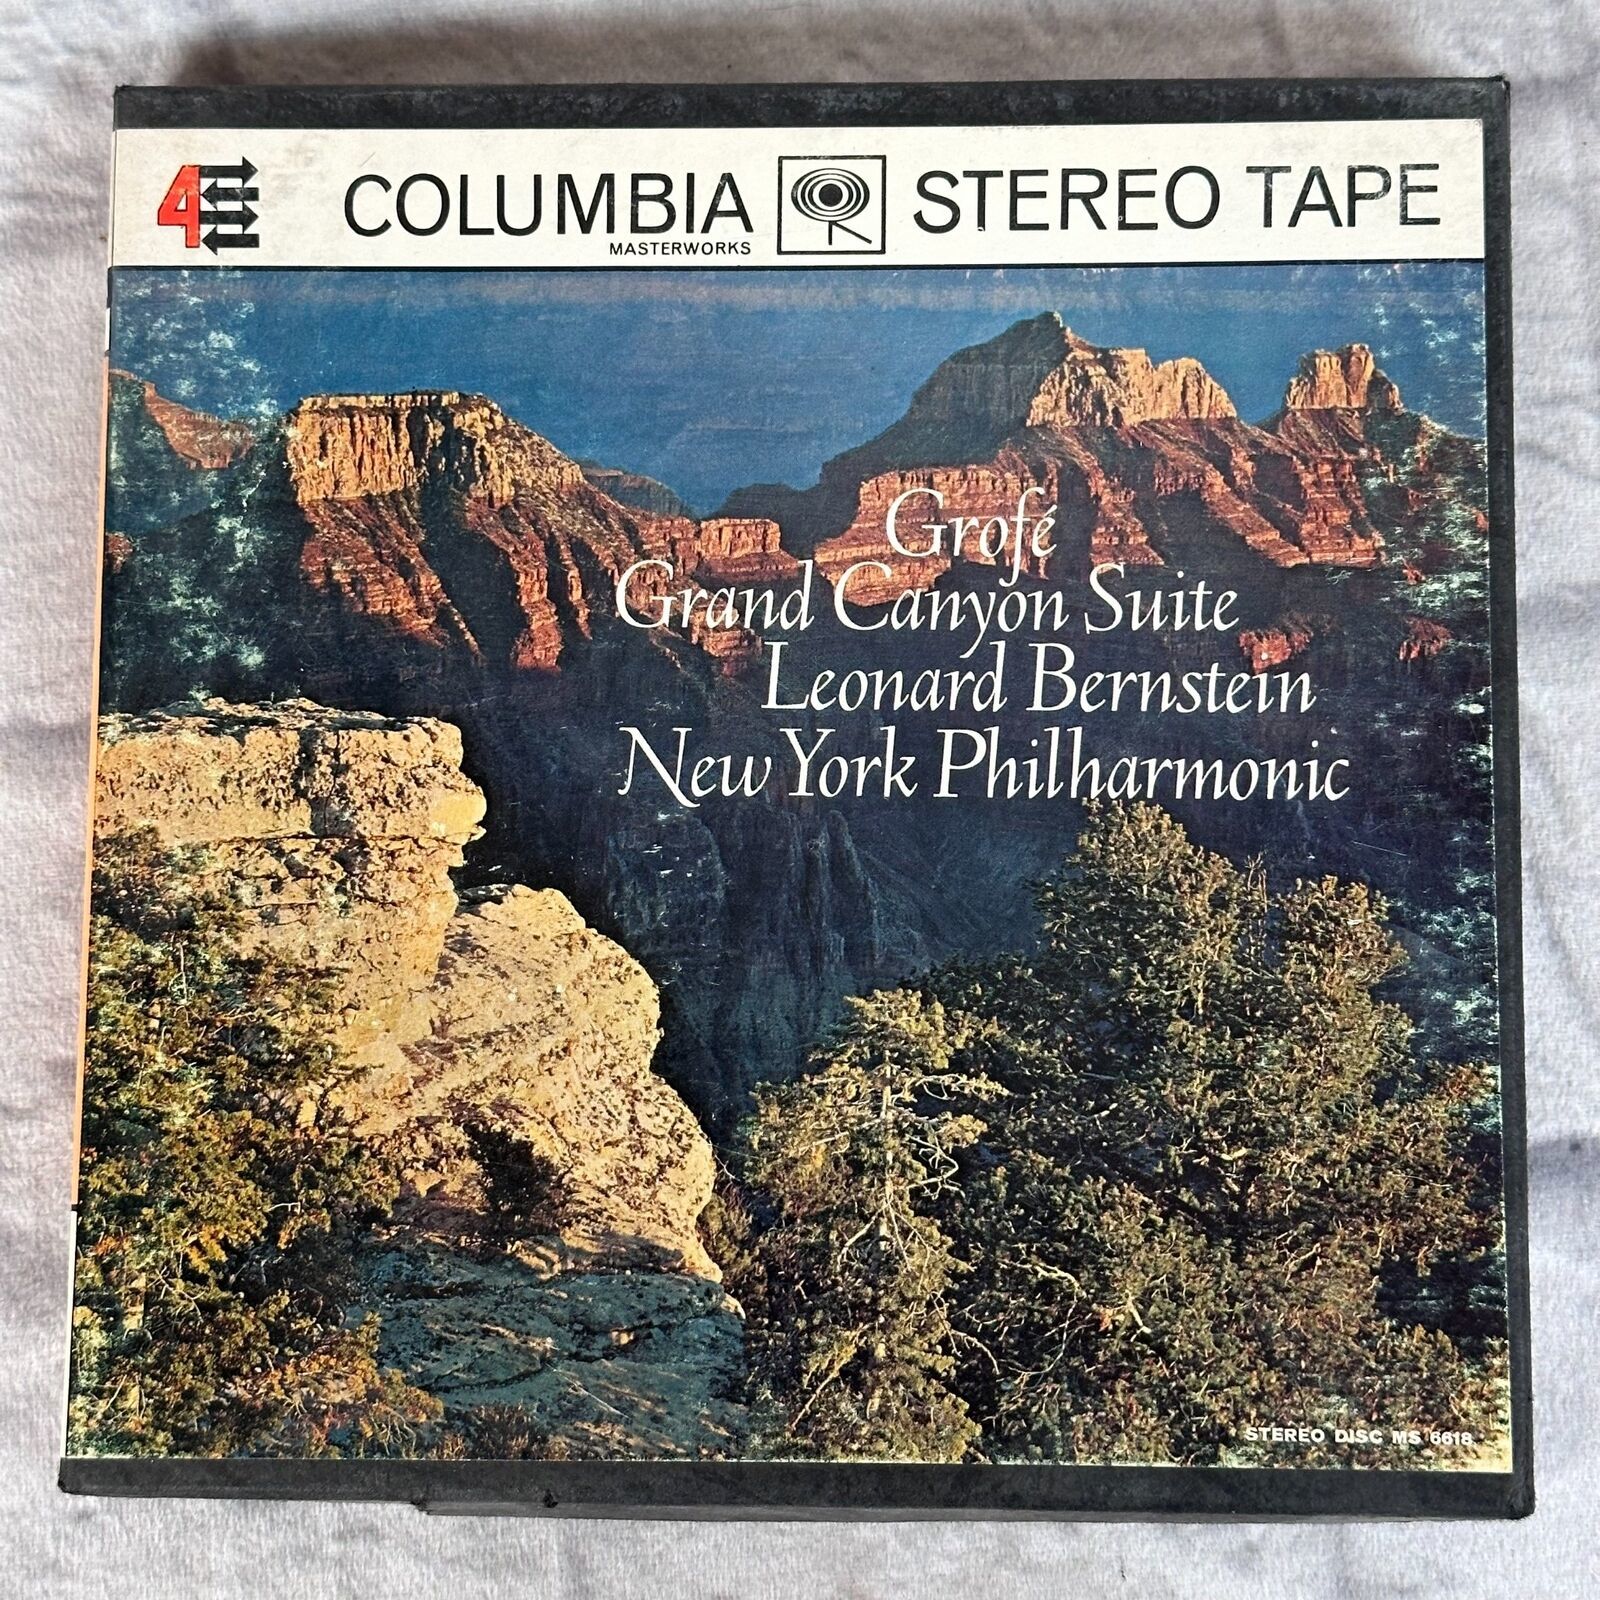 4 COLUMBIA STEREO TAPE
MASTERWORKS
Grofé
Grand Canyon Suite
Leonard Bernstein
New York Philharmonic
STEREO DISC MS 6618